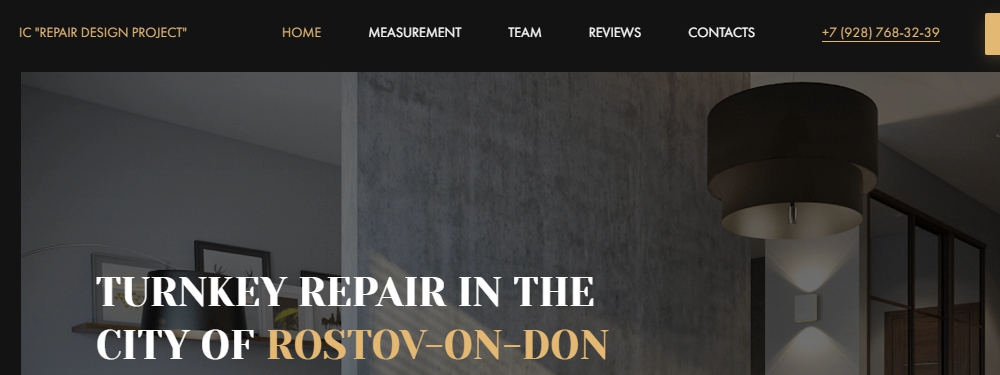 IC "REPAIR DESIGN PROJECT" HOME MEASUREMENT TEAM REVIEWS CONTACTS +7 (928) 768-32-39
TURNKEY REPAIR IN THE
CITY OF ROSTOV-ON-DON